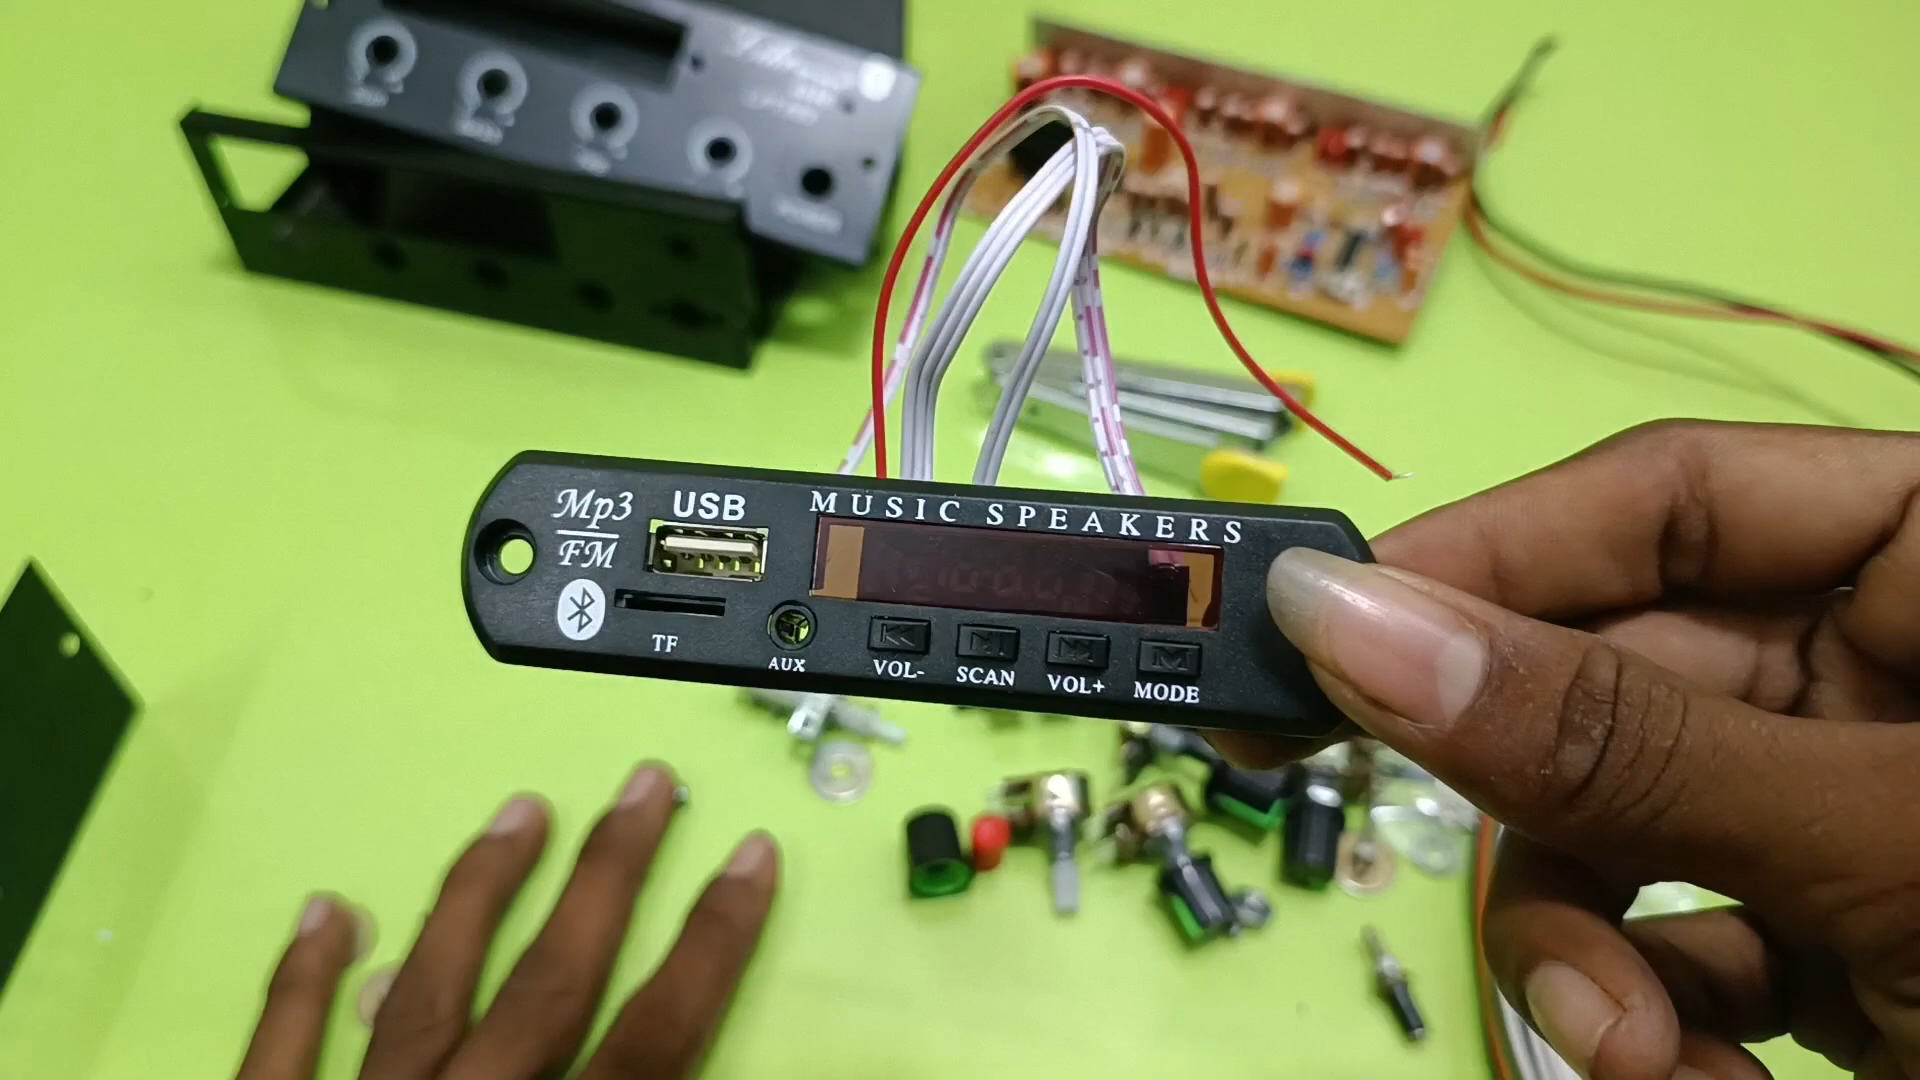 Mp3
FM
USB
MUSIC SPEAKERS
TF
AUX
VOL-
SCAN
VOL+
MODE